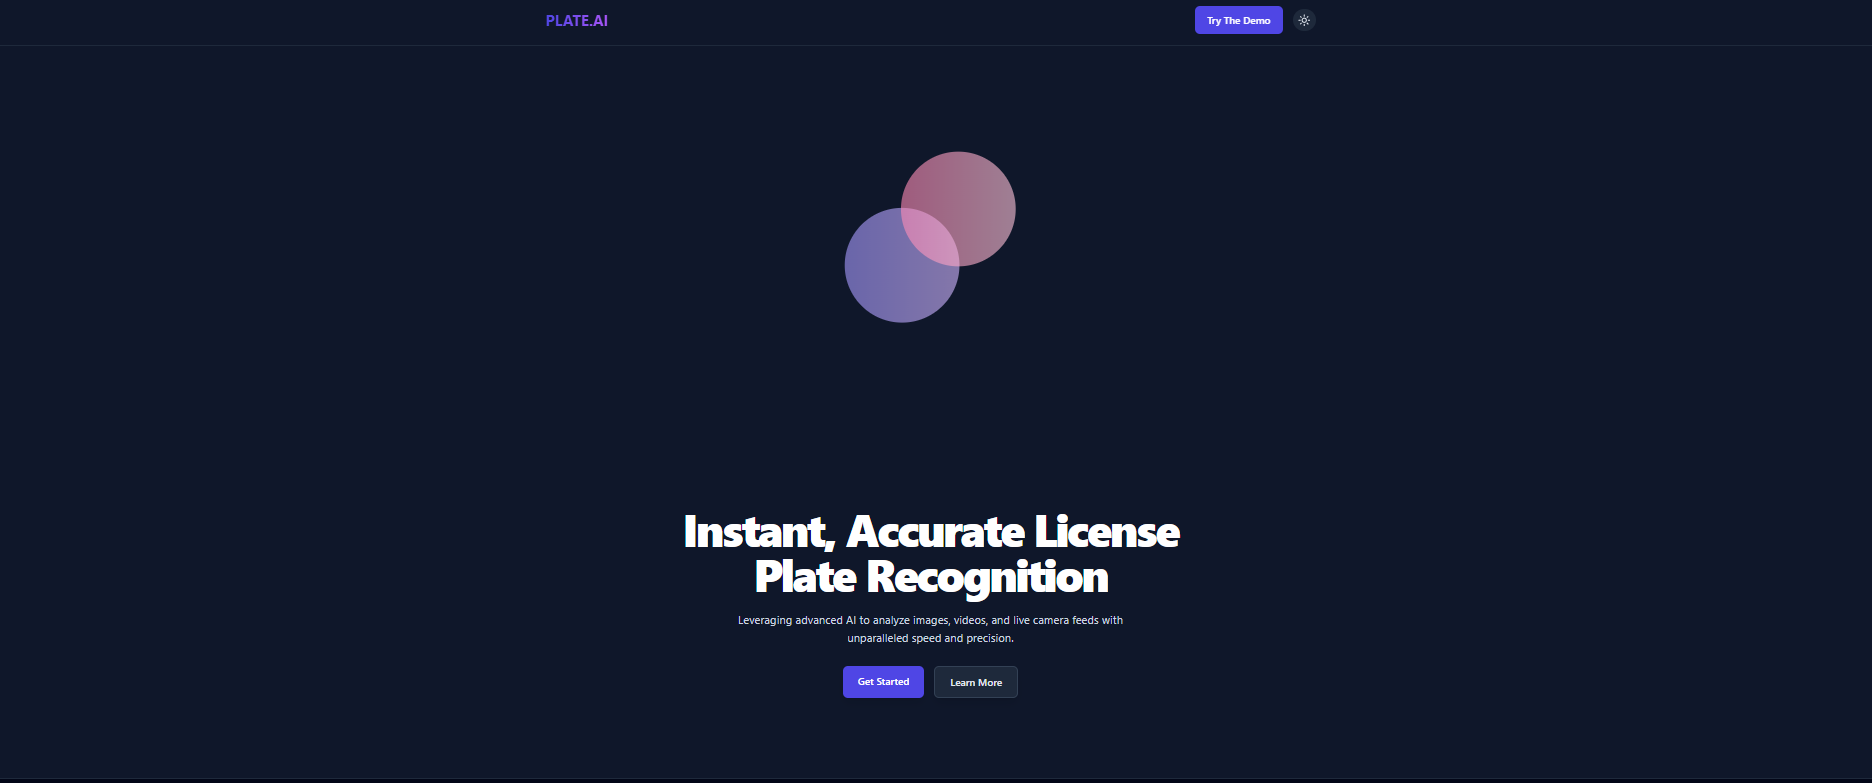 PLATE.AI
Try The Demo
Instant, Accurate License
Plate Recognition
Leveraging advanced AI to analyze images, videos, and live camera feeds with
unparalleled speed and precision.
Get Started
Learn More